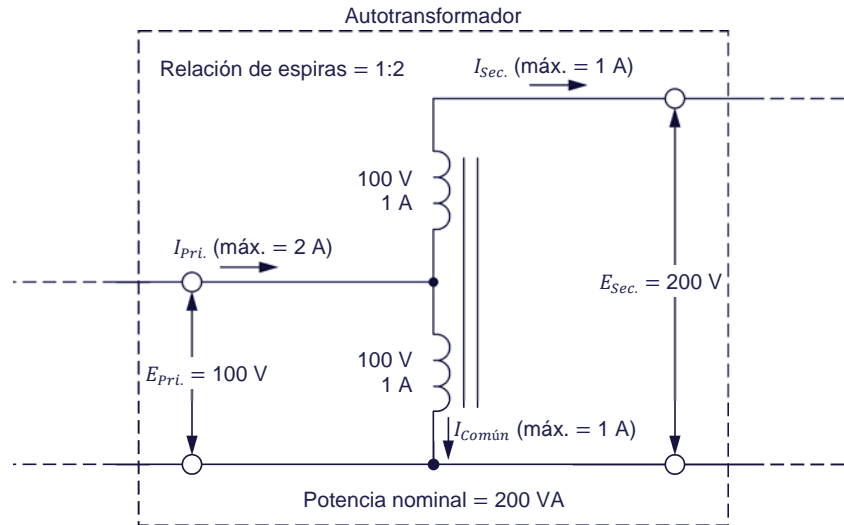 Autotransformador
Relación de espiras = 1:2
I_Sec. (máx. = 1 A)
100 V
1 A
I_Pri. (máx. = 2 A)
E_Sec. = 200 V
100 V
1 A
E_Pri. = 100 V
I_Común (máx. = 1 A)
Potencia nominal = 200 VA